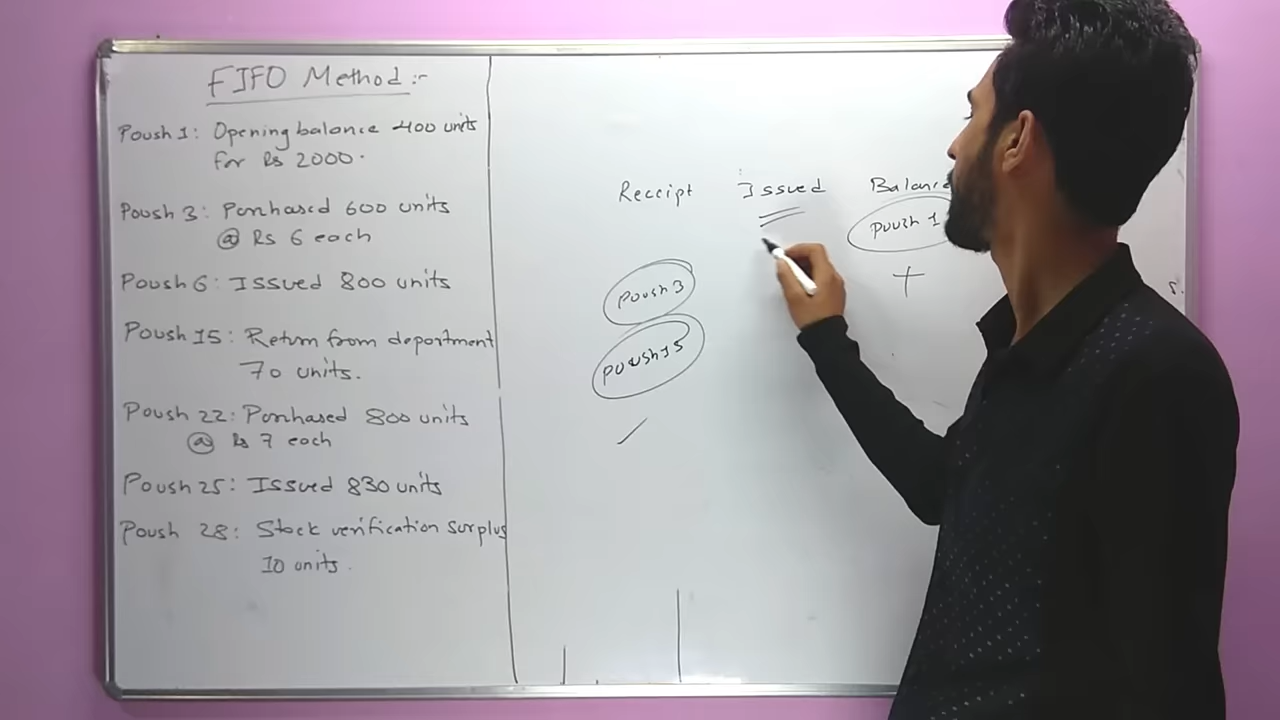 FIFO Method :-
Poush 1: Opening balance 400 units
for Rs 2000.
Poush 3: Purchased 600 units
@ Rs 6 each
Poush 6: Issued 800 units
Poush 15: Return from department
70 units.
Poush 22: Purchased 800 units
@ Rs 7 each
Poush 25: Issued 830 units
Poush 28: Stock verification surplus
10 units.
Receipt Issued Balance
Poush 1
+
Poush 3
Poush 15